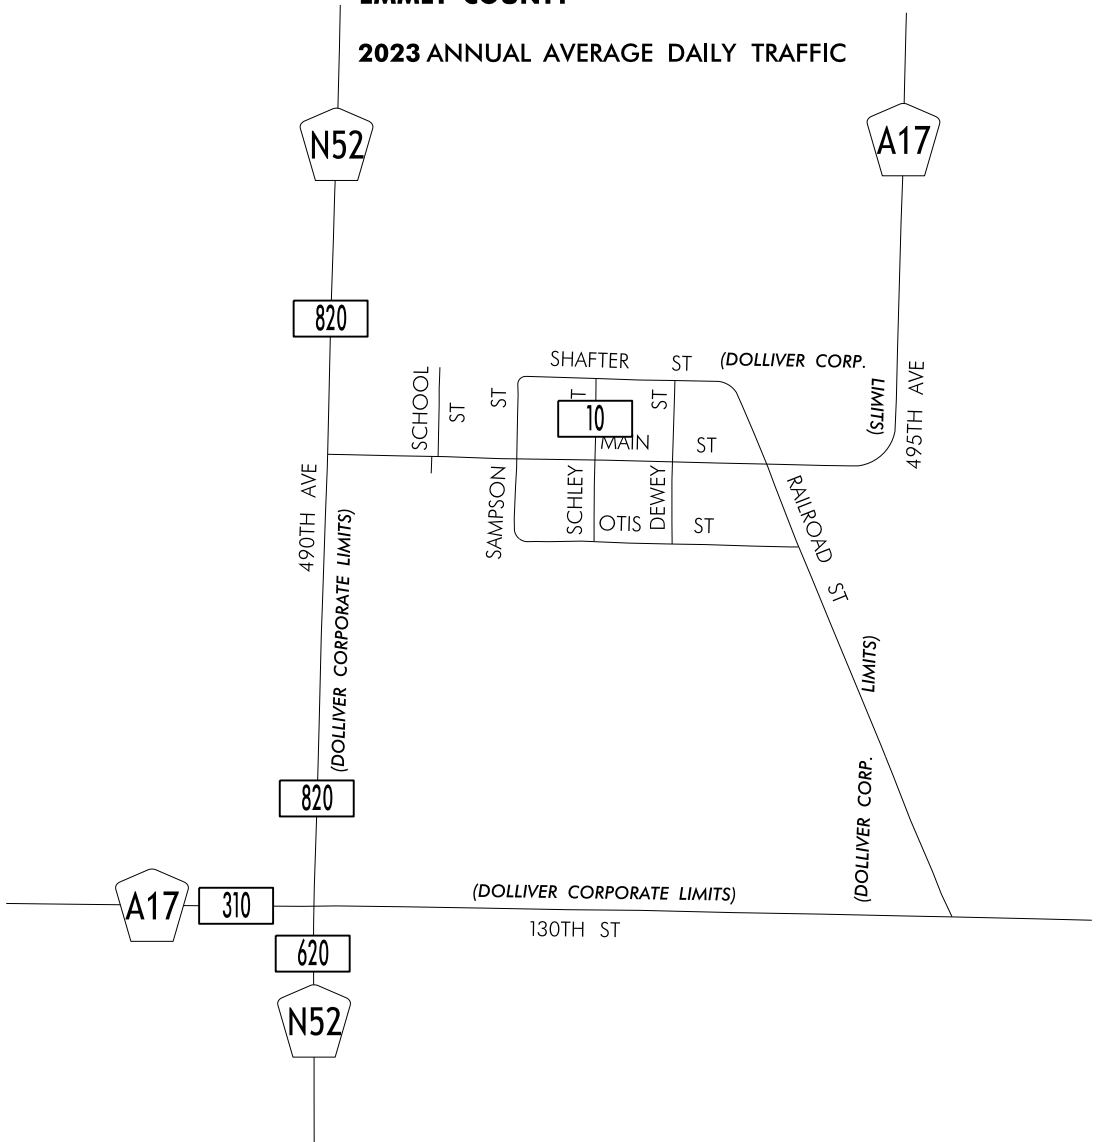 EMMET COUNTY
2023 ANNUAL AVERAGE DAILY TRAFFIC
N52
A17
820
SHAFTER ST
(DOLLIVER CORP.
LIMITS)
495TH AVE
SCHOOL ST
ST
ST
10
MAIN ST
490TH AVE
SAMPSON
SCHLEY
OTIS ST
DEWEY
RAILROAD ST
(DOLLIVER CORPORATE LIMITS)
LIMITS)
(DOLLIVER CORP.
820
A17
310
(DOLLIVER CORPORATE LIMITS)
130TH ST
620
N52